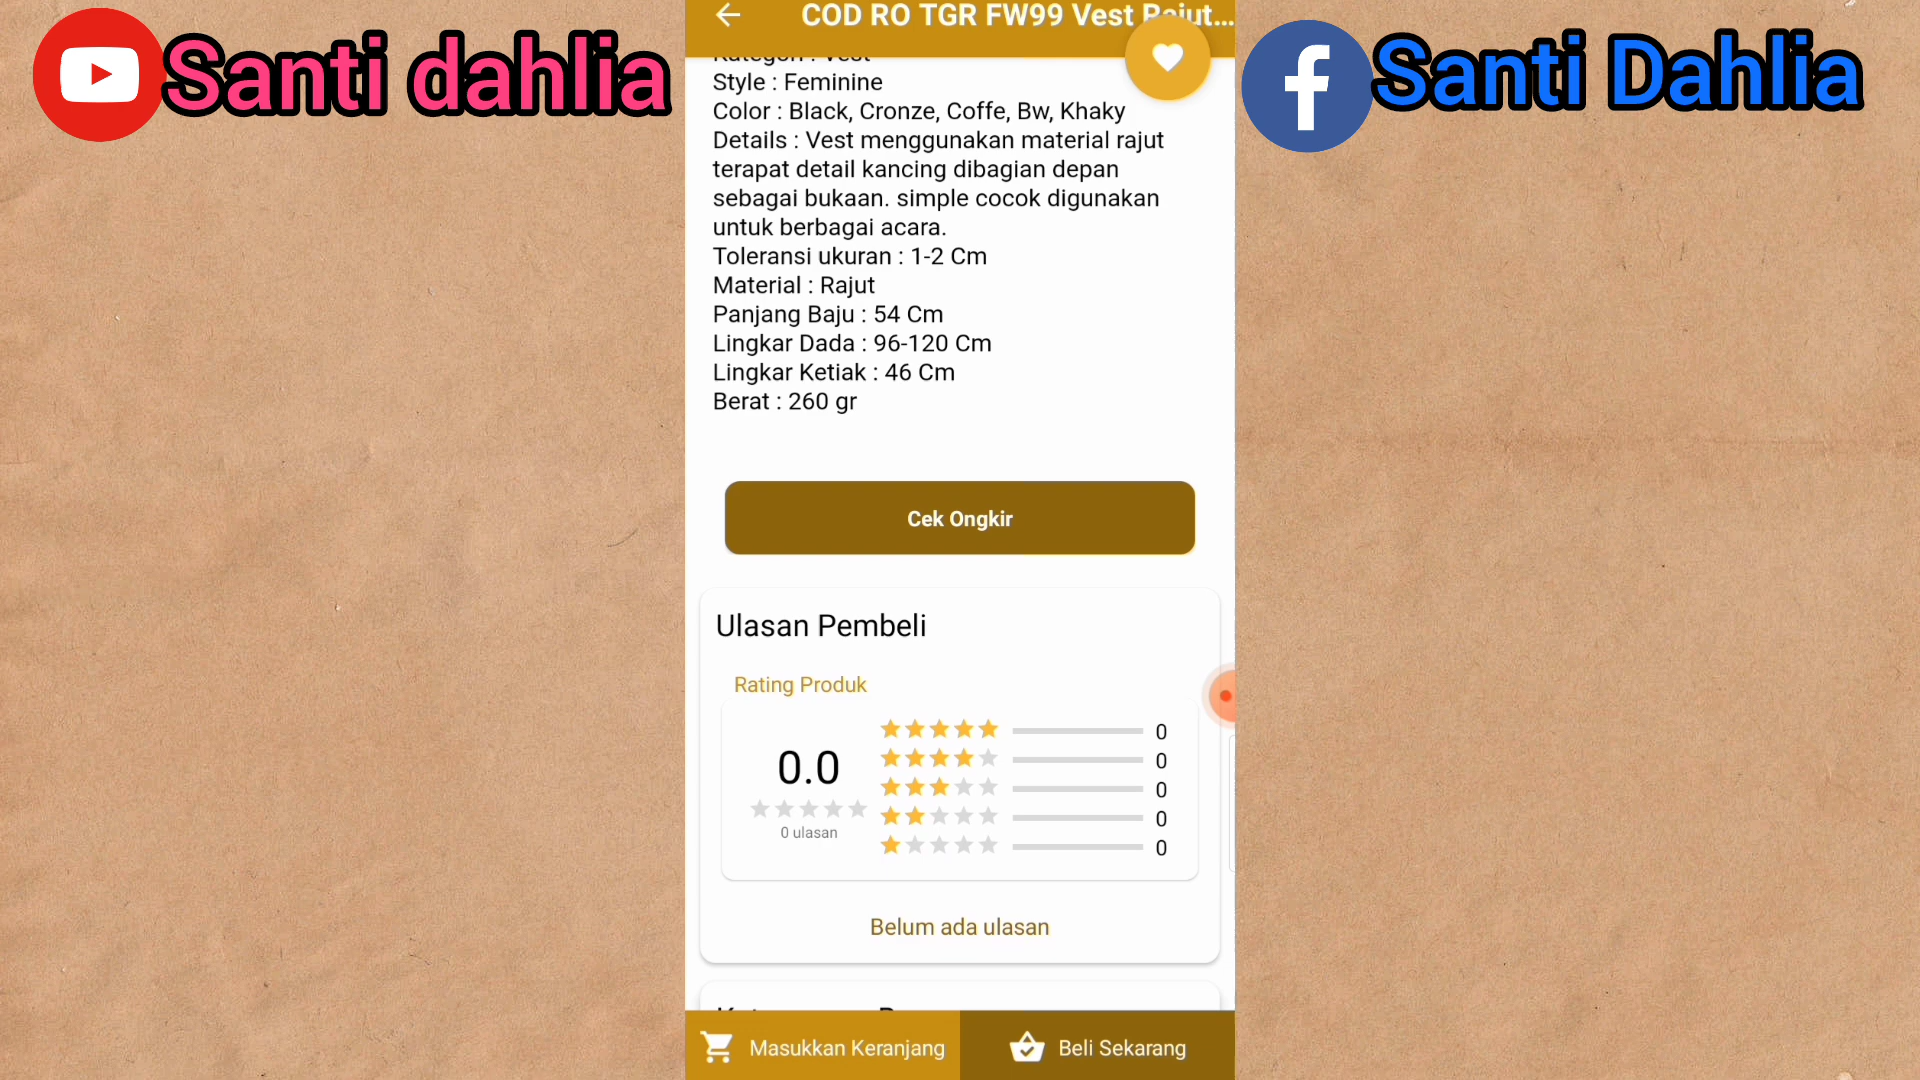 Santi dahlia
Santi Dahlia
COD RO TGR FW99 Vest Rajut...
Kategori : Vest
Style : Feminine
Color : Black, Cronze, Coffe, Bw, Khaky
Details : Vest menggunakan material rajut
terapat detail kancing dibagian depan
sebagai bukaan. simple cocok digunakan
untuk berbagai acara.
Toleransi ukuran : 1-2 Cm
Material : Rajut
Panjang Baju : 54 Cm
Lingkar Dada : 96-120 Cm
Lingkar Ketiak : 46 Cm
Berat : 260 gr
Cek Ongkir
Ulasan Pembeli
Rating Produk
0.0
0 ulasan
0
0
0
0
0
Belum ada ulasan
Masukkan Keranjang
Beli Sekarang